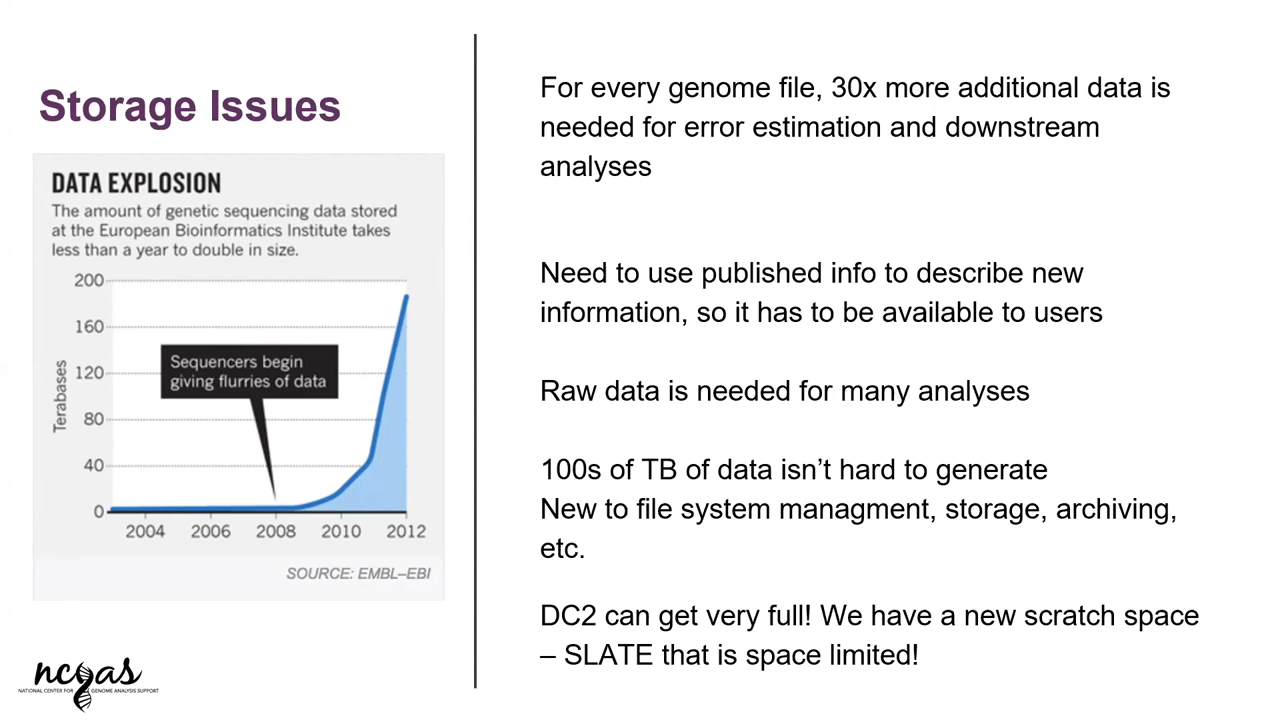 Storage Issues
DATA EXPLOSION
The amount of genetic sequencing data stored
at the European Bioinformatics Institute takes
less than a year to double in size.
200
160
120
80
40
0
Terabases
Sequencers begin
giving flurries of data
2004 2006 2008 2010 2012
SOURCE: EMBL–EBI
ncgas
NATIONAL CENTER FOR GENOME ANALYSIS SUPPORT
For every genome file, 30x more additional data is
needed for error estimation and downstream
analyses
Need to use published info to describe new
information, so it has to be available to users
Raw data is needed for many analyses
100s of TB of data isn’t hard to generate
New to file system managment, storage, archiving,
etc.
DC2 can get very full! We have a new scratch space
– SLATE that is space limited!